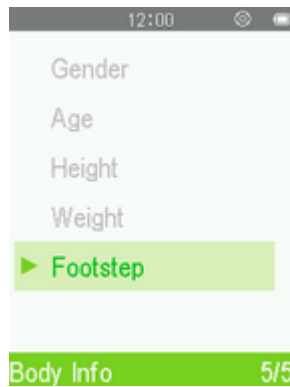 12:00
Gender
Age
Height
Weight
Footstep
Body Info 5/5